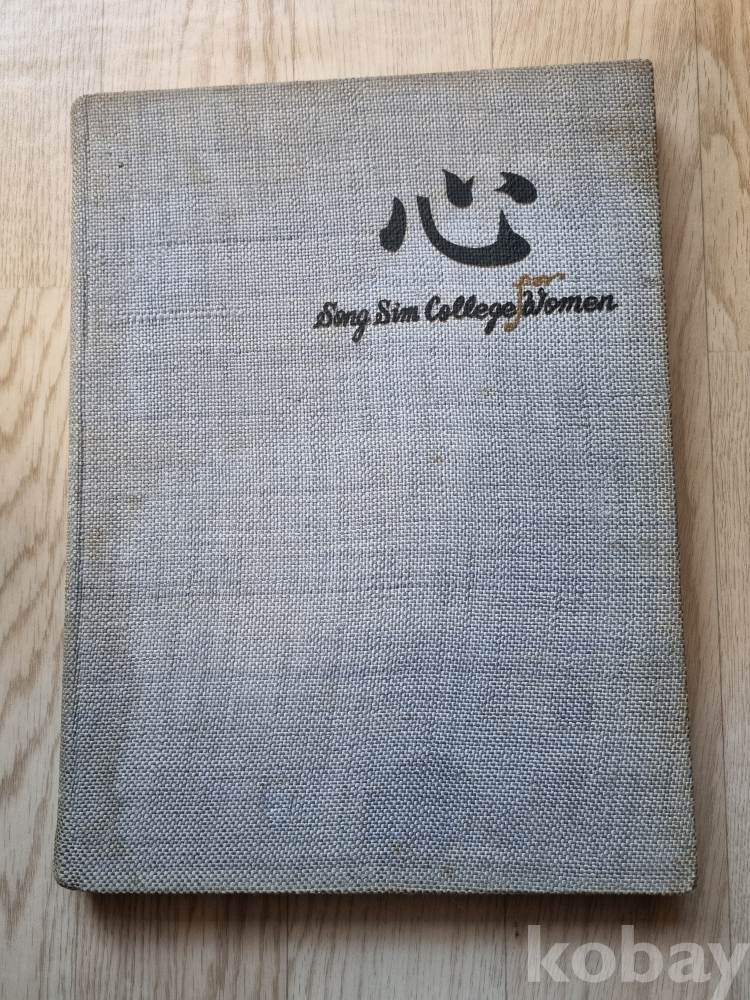 心
Song Sim College for Women
kobay